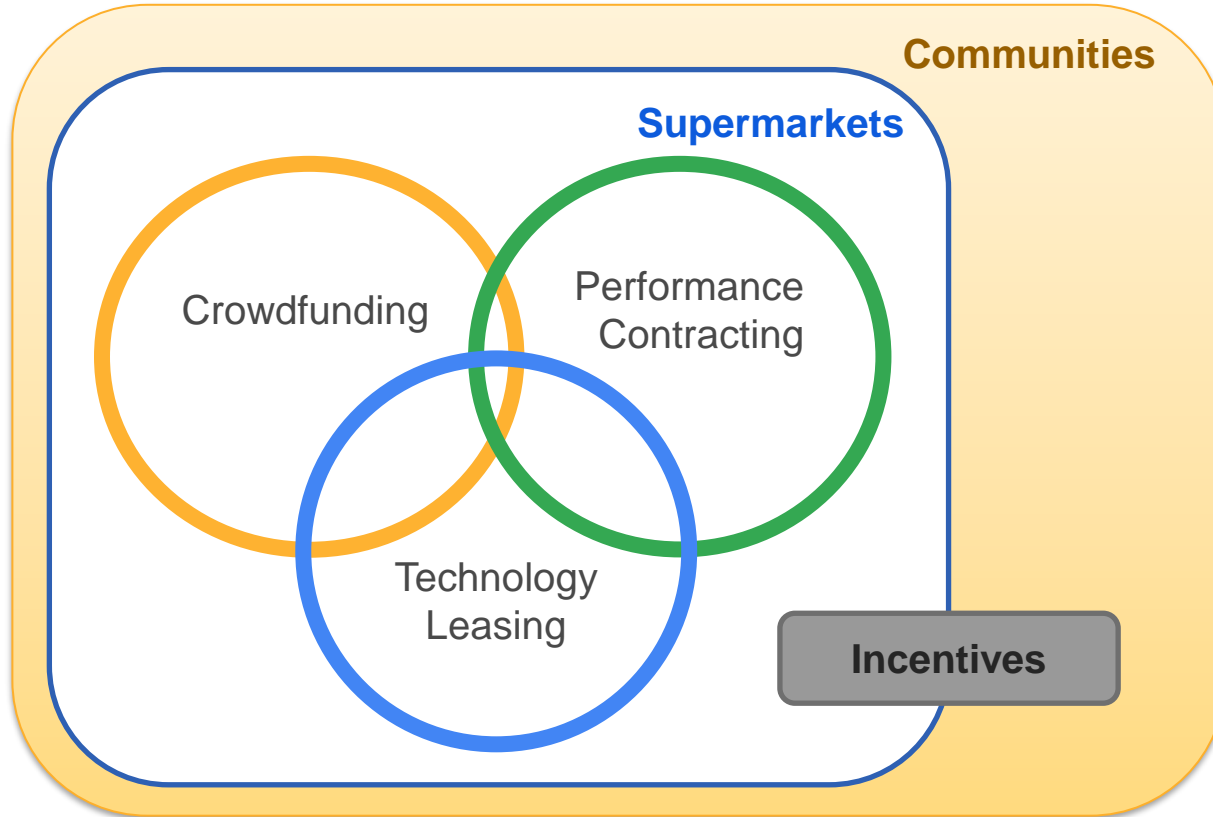 Communities
Supermarkets
Crowdfunding
Performance
Contracting
Technology
Leasing
Incentives